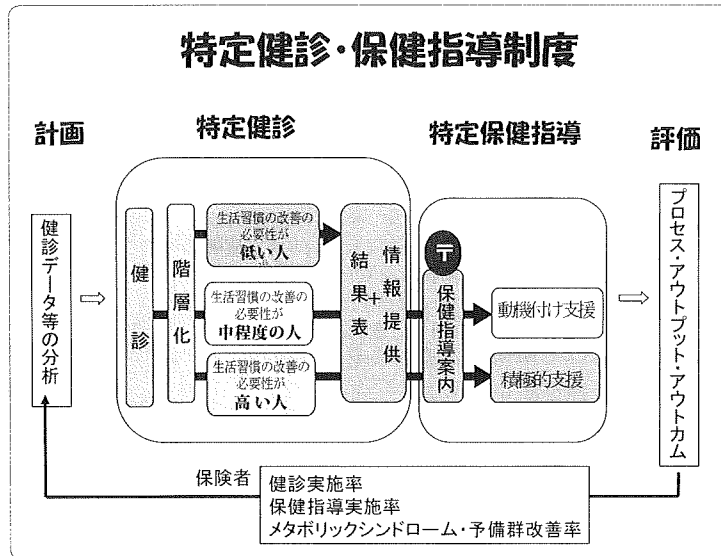 特定健診・保健指導制度
計画
特定健診
特定保健指導
評価
健診データ等の分析
健診
階層化
生活習慣の改善の
必要性が
低い人
生活習慣の改善の
必要性が
中程度の人
生活習慣の改善の
必要性が
高い人
結果表
+
情報提供
〒
保健指導案内
動機付け支援
積極的支援
プロセス・アウトプット・アウトカム
保険者
健診実施率
保健指導実施率
メタボリックシンドローム・予備群改善率